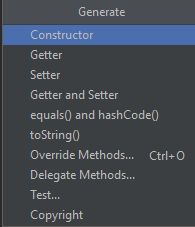 Generate
Constructor
Getter
Setter
Getter and Setter
equals() and hashCode()
toString()
Override Methods... Ctrl+O
Delegate Methods...
Test...
Copyright